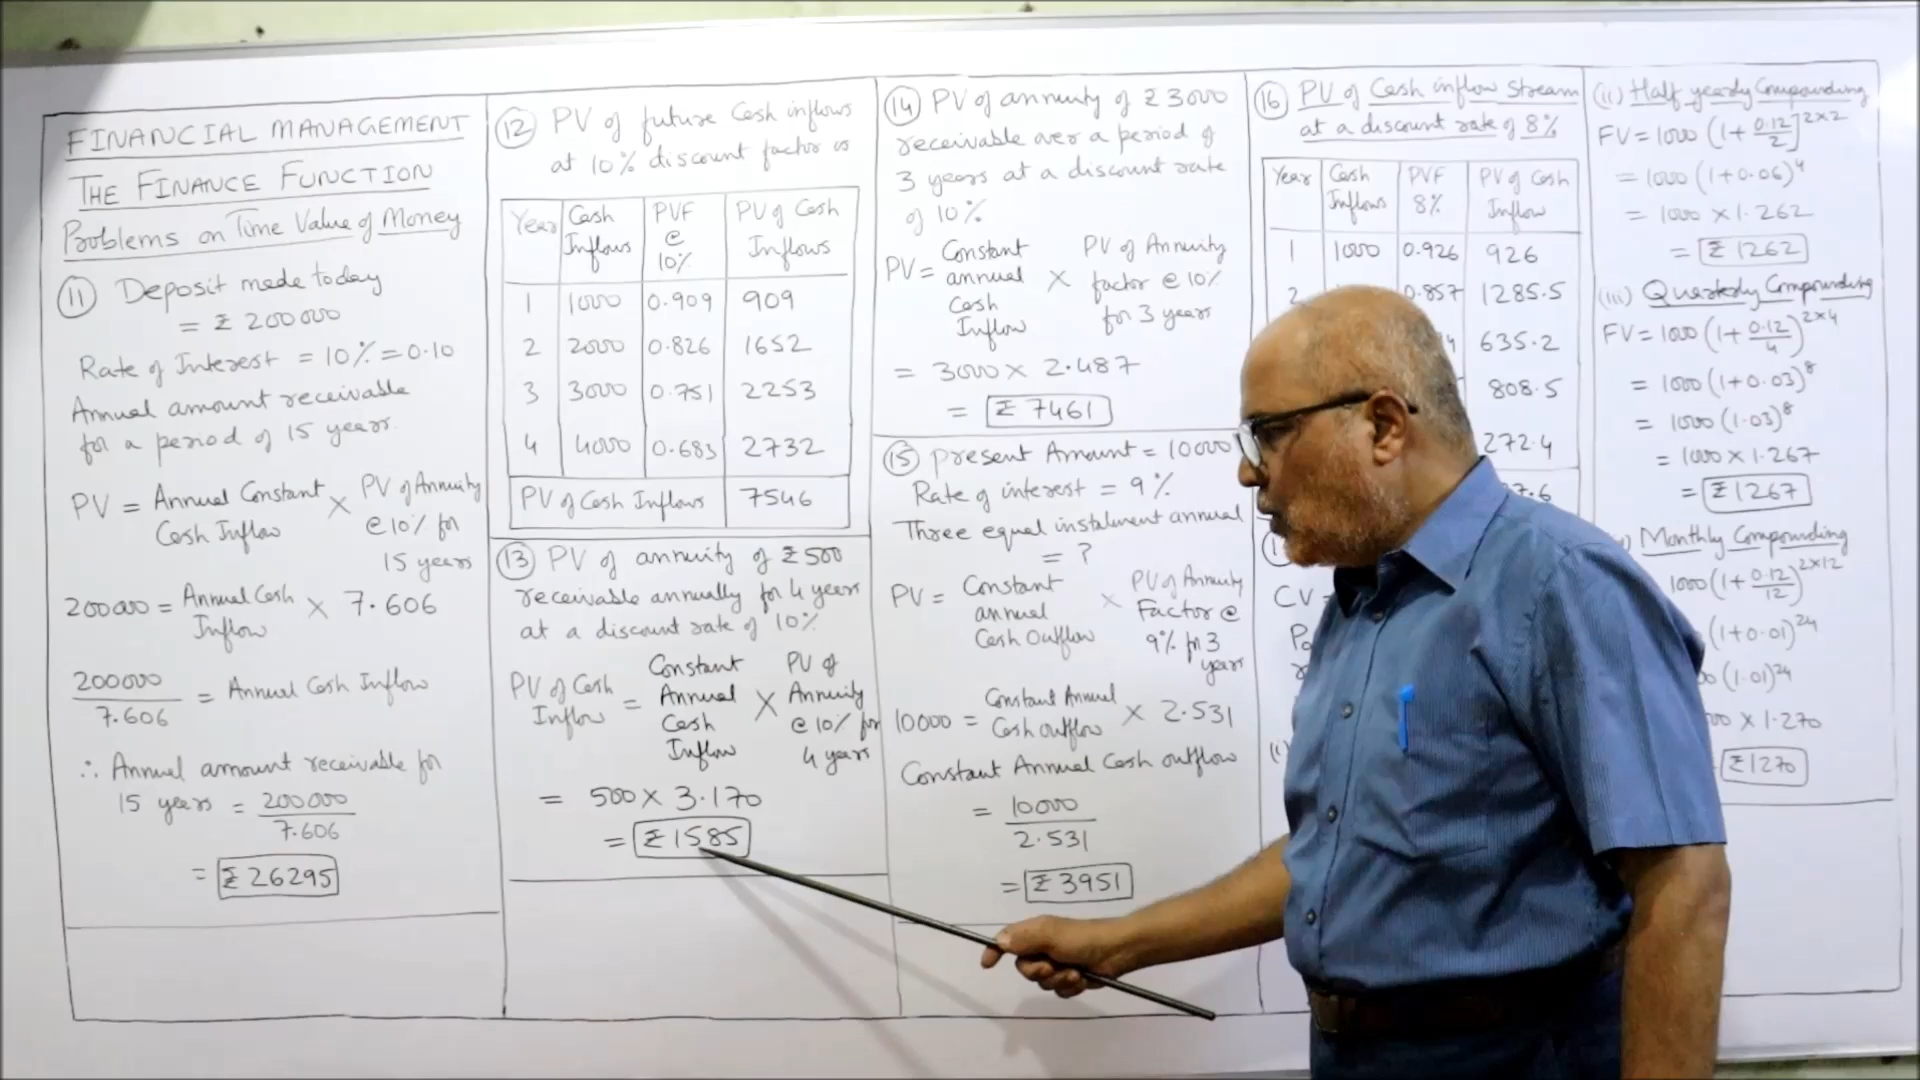 FINANCIAL MANAGEMENT
THE FINANCE FUNCTION
Problems on Time Value of Money
(11) Deposit made today
= ₹ 200000
Rate of Interest = 10% = 0.10
Annual amount receivable
for a period of 15 years.
PV = Annual Constant Cash Inflow × PV of Annuity @ 10% for 15 years
200000 = Annual Cash Inflow × 7.606
200000 / 7.606 = Annual Cash Inflow
∴ Annual amount receivable for
15 years = 200000 / 7.606
= ₹ 26295
(12) PV of future Cash inflows
at 10% discount factor is
Year | Cash Inflows | PVF @ 10% | PV of Cash Inflows
1 | 1000 | 0.909 | 909
2 | 2000 | 0.826 | 1652
3 | 3000 | 0.751 | 2253
4 | 4000 | 0.683 | 2732
PV of Cash Inflows | 7546
(13) PV of annuity of ₹ 500
receivable annually for 4 years
at a discount rate of 10%
PV of Cash Inflow = Constant Annual Cash Inflow × PV of Annuity @ 10% for 4 years
= 500 × 3.170
= ₹ 1585
(14) PV of annuity of ₹ 3000
receivable over a period of
3 years at a discount rate
of 10%
PV = Constant annual Cash Inflow × PV of Annuity factor @ 10% for 3 years
= 3000 × 2.487
= ₹ 7461
(15) Present Amount = 10000
Rate of interest = 9%
Three equal instalment annual
= ?
PV = Constant annual Cash Outflow × PV of Annuity Factor @ 9% for 3 years
10000 = Constant Annual Cash outflow × 2.531
Constant Annual Cash outflow
= 10000 / 2.531
= ₹ 3951
(16) PV of Cash inflow stream
at a discount rate of 8%
Year | Cash Inflows | PVF 8% | PV of Cash Inflow
1 | 1000 | 0.926 | 926
2 | 0.857 | 1285.5
635.2
808.5
272.4
7.6
CV =
(ii) Half yearly Compounding
FV = 1000 (1 + 0.12/2)^2×2
= 1000 (1+0.06)^4
= 1000 × 1.262
= ₹ 1262
(iii) Quarterly Compounding
FV = 1000 (1 + 0.12/4)^2×4
= 1000 (1+0.03)^8
= 1000 (1.03)^8
= 1000 × 1.267
= ₹ 1267
Monthly Compounding
1000 (1 + 0.12/12)^2×12
(1+0.01)^24
(1.01)^24
× 1.270
₹ 1270